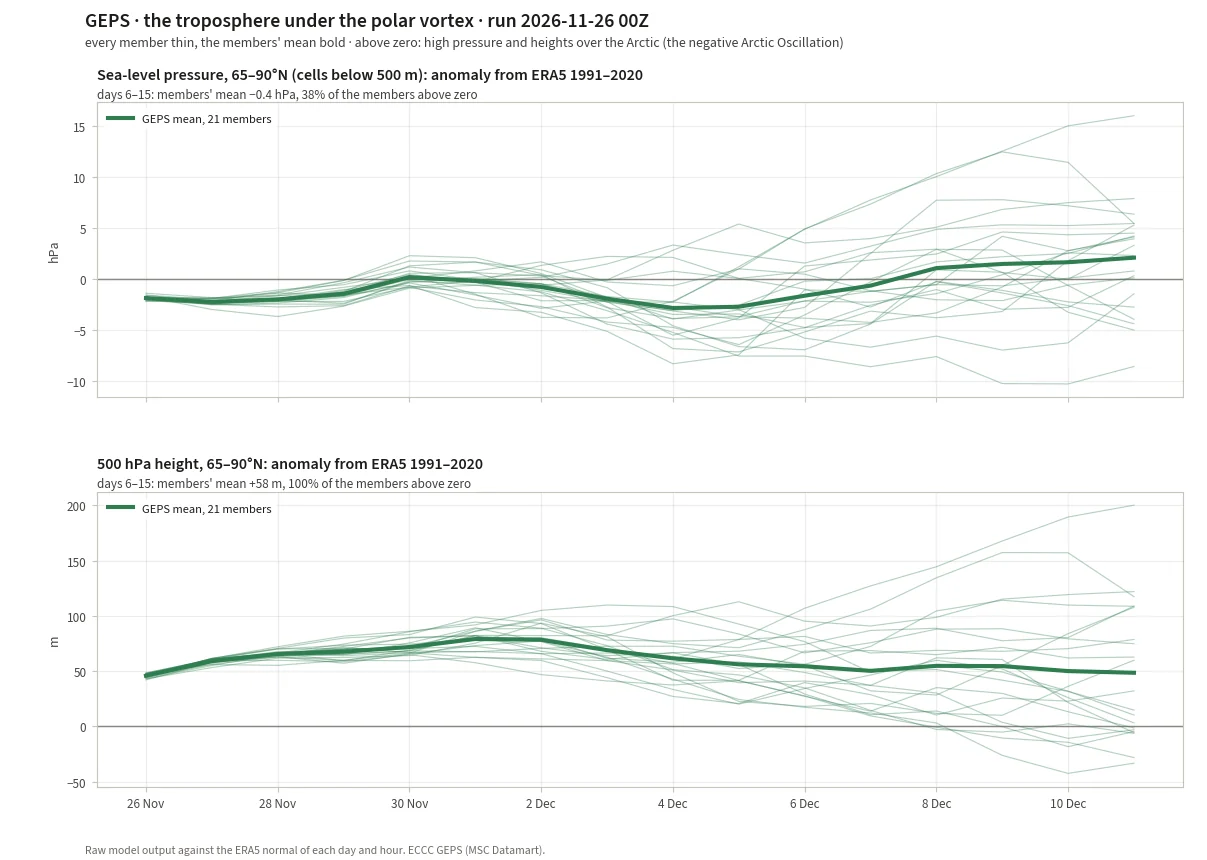 GEPS · the troposphere under the polar vortex · run 2026-11-26 00Z
every member thin, the members' mean bold · above zero: high pressure and heights over the Arctic (the negative Arctic Oscillation)
Sea-level pressure, 65–90°N (cells below 500 m): anomaly from ERA5 1991–2020
days 6–15: members' mean −0.4 hPa, 38% of the members above zero
GEPS mean, 21 members
15
10
5
0
−5
−10
hPa
500 hPa height, 65–90°N: anomaly from ERA5 1991–2020
days 6–15: members' mean +58 m, 100% of the members above zero
GEPS mean, 21 members
200
150
100
50
0
−50
m
26 Nov 28 Nov 30 Nov 2 Dec 4 Dec 6 Dec 8 Dec 10 Dec
Raw model output against the ERA5 normal of each day and hour. ECCC GEPS (MSC Datamart).